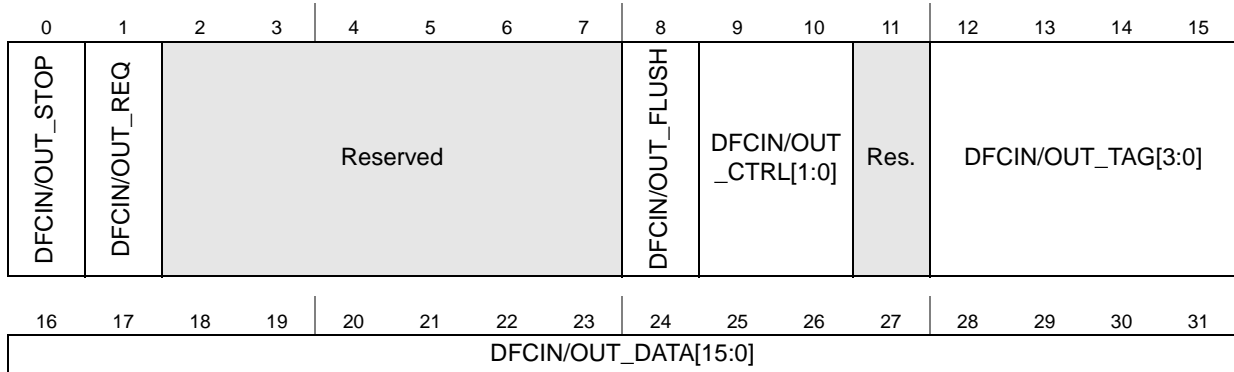 0 1 2 3 4 5 6 7 8 9 10 11 12 13 14 15
DFCIN/OUT_STOP
DFCIN/OUT_REQ
Reserved
DFCIN/OUT_FLUSH
DFCIN/OUT
_CTRL[1:0]
Res.
DFCIN/OUT_TAG[3:0]
16 17 18 19 20 21 22 23 24 25 26 27 28 29 30 31
DFCIN/OUT_DATA[15:0]